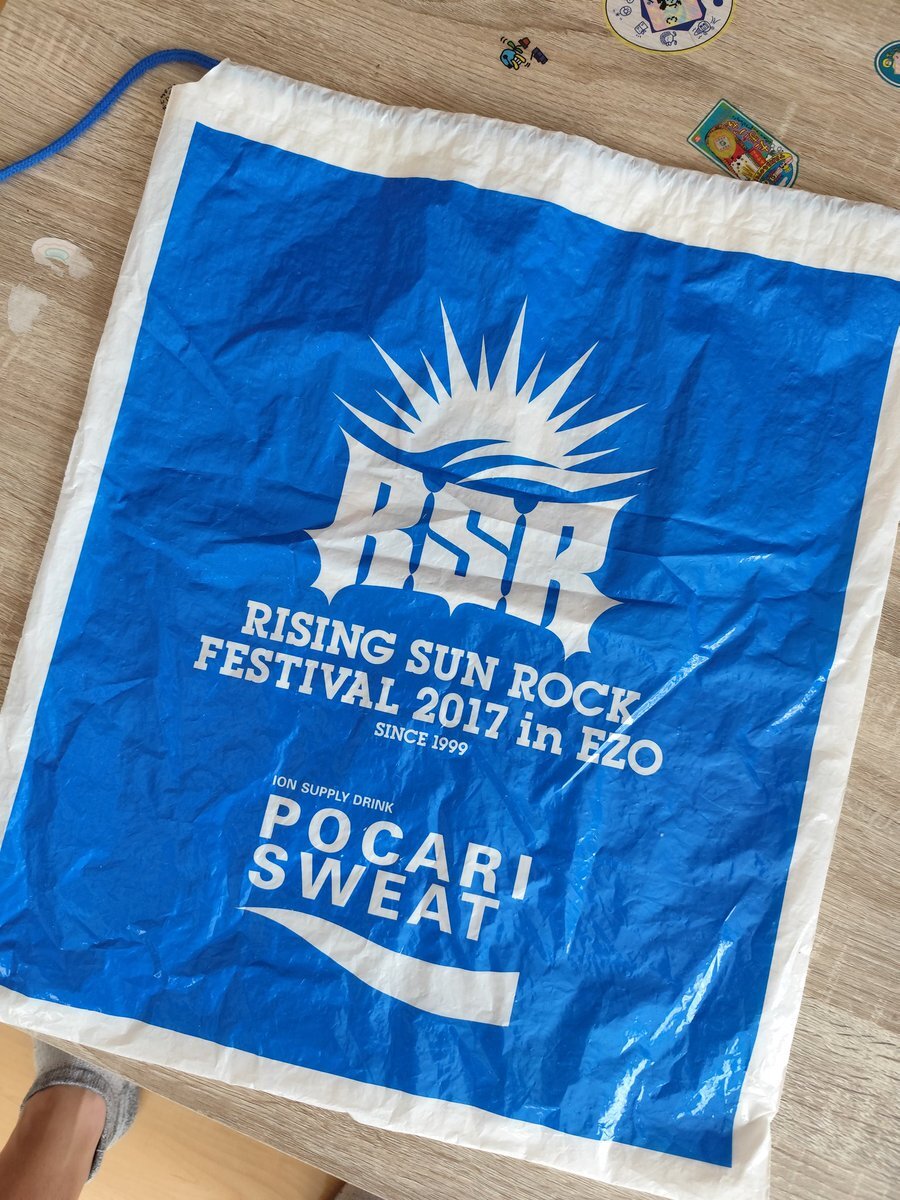 RSR
RISING SUN ROCK
FESTIVAL 2017 in EZO
SINCE 1999
ION SUPPLY DRINK
POCARI
SWEAT